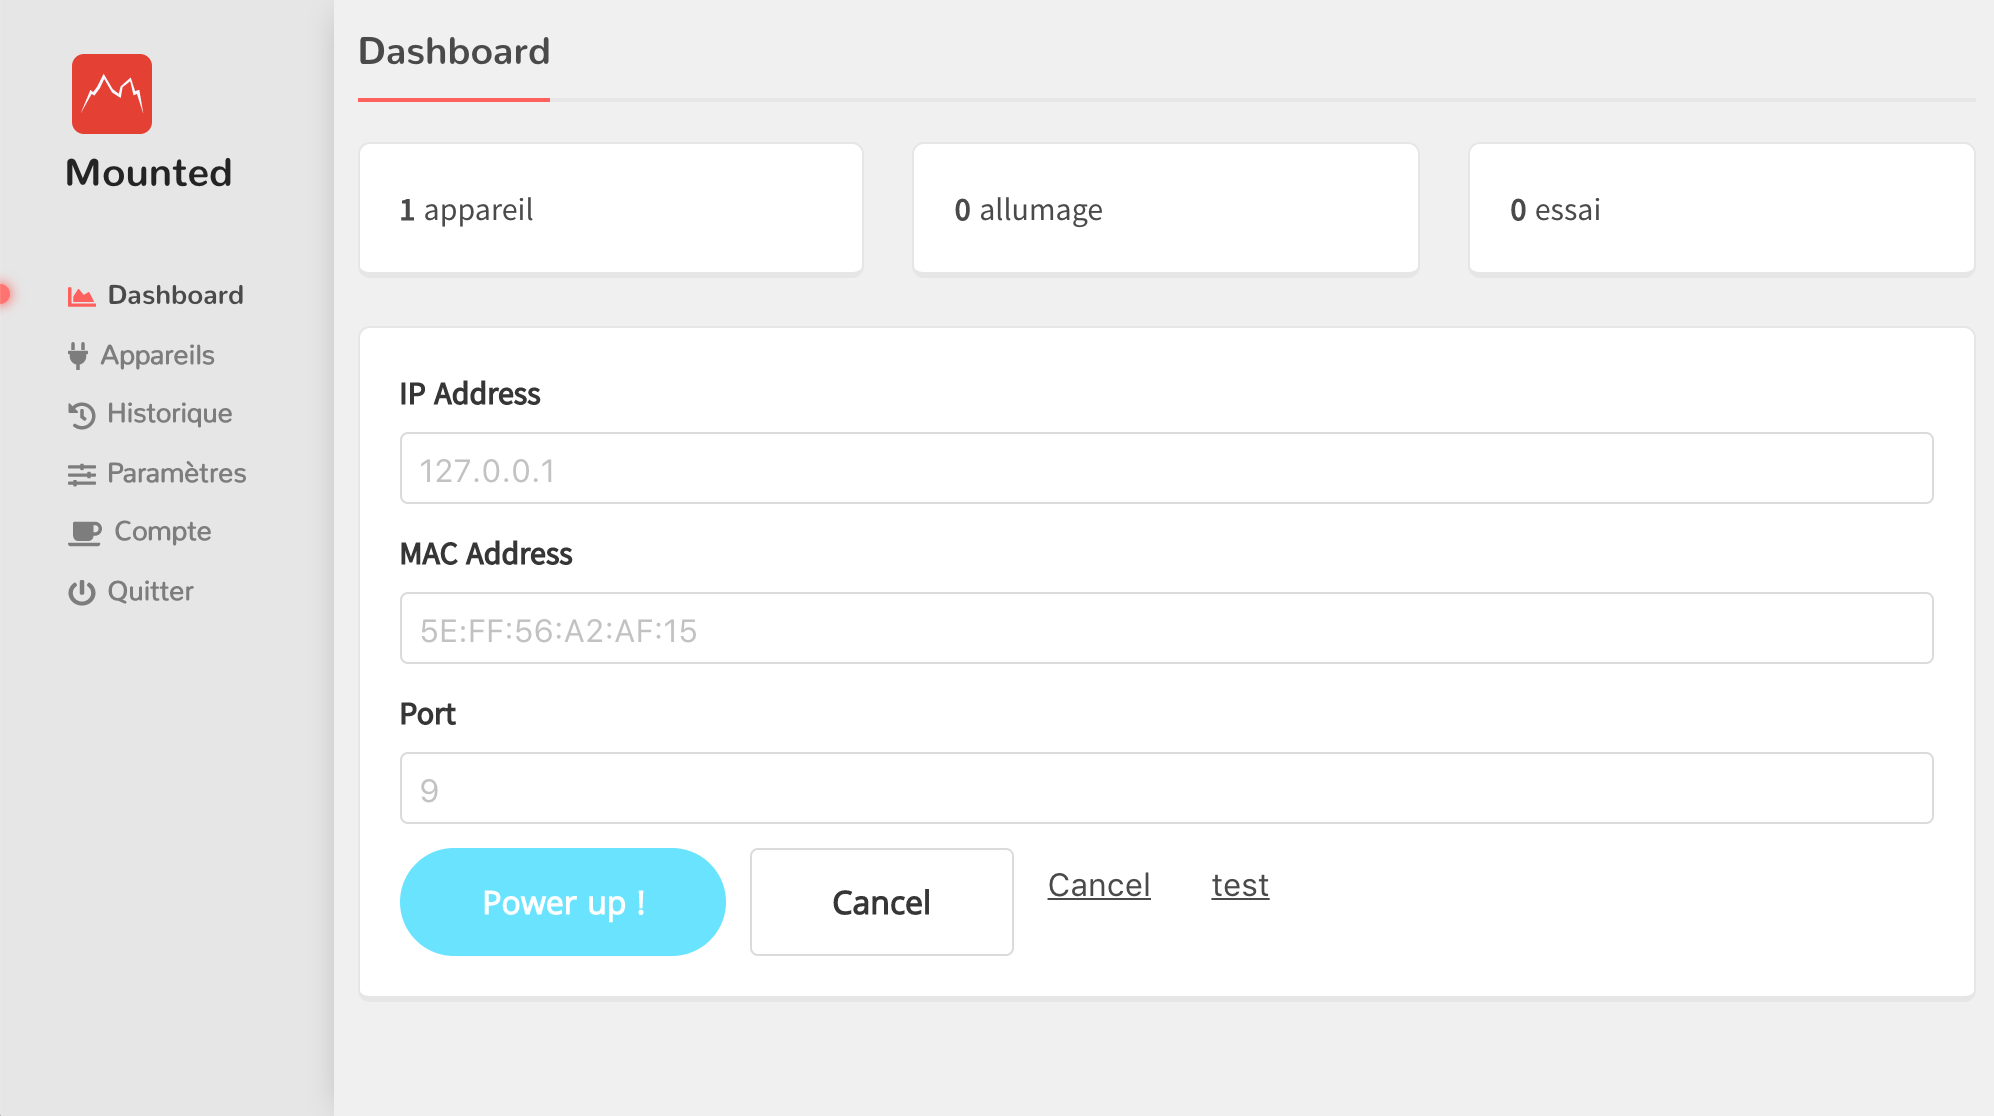 Mounted
Dashboard
Appareils
Historique
Paramètres
Compte
Quitter
Dashboard
1 appareil
0 allumage
0 essai
IP Address
127.0.0.1
MAC Address
5E:FF:56:A2:AF:15
Port
9
Power up ! Cancel Cancel test